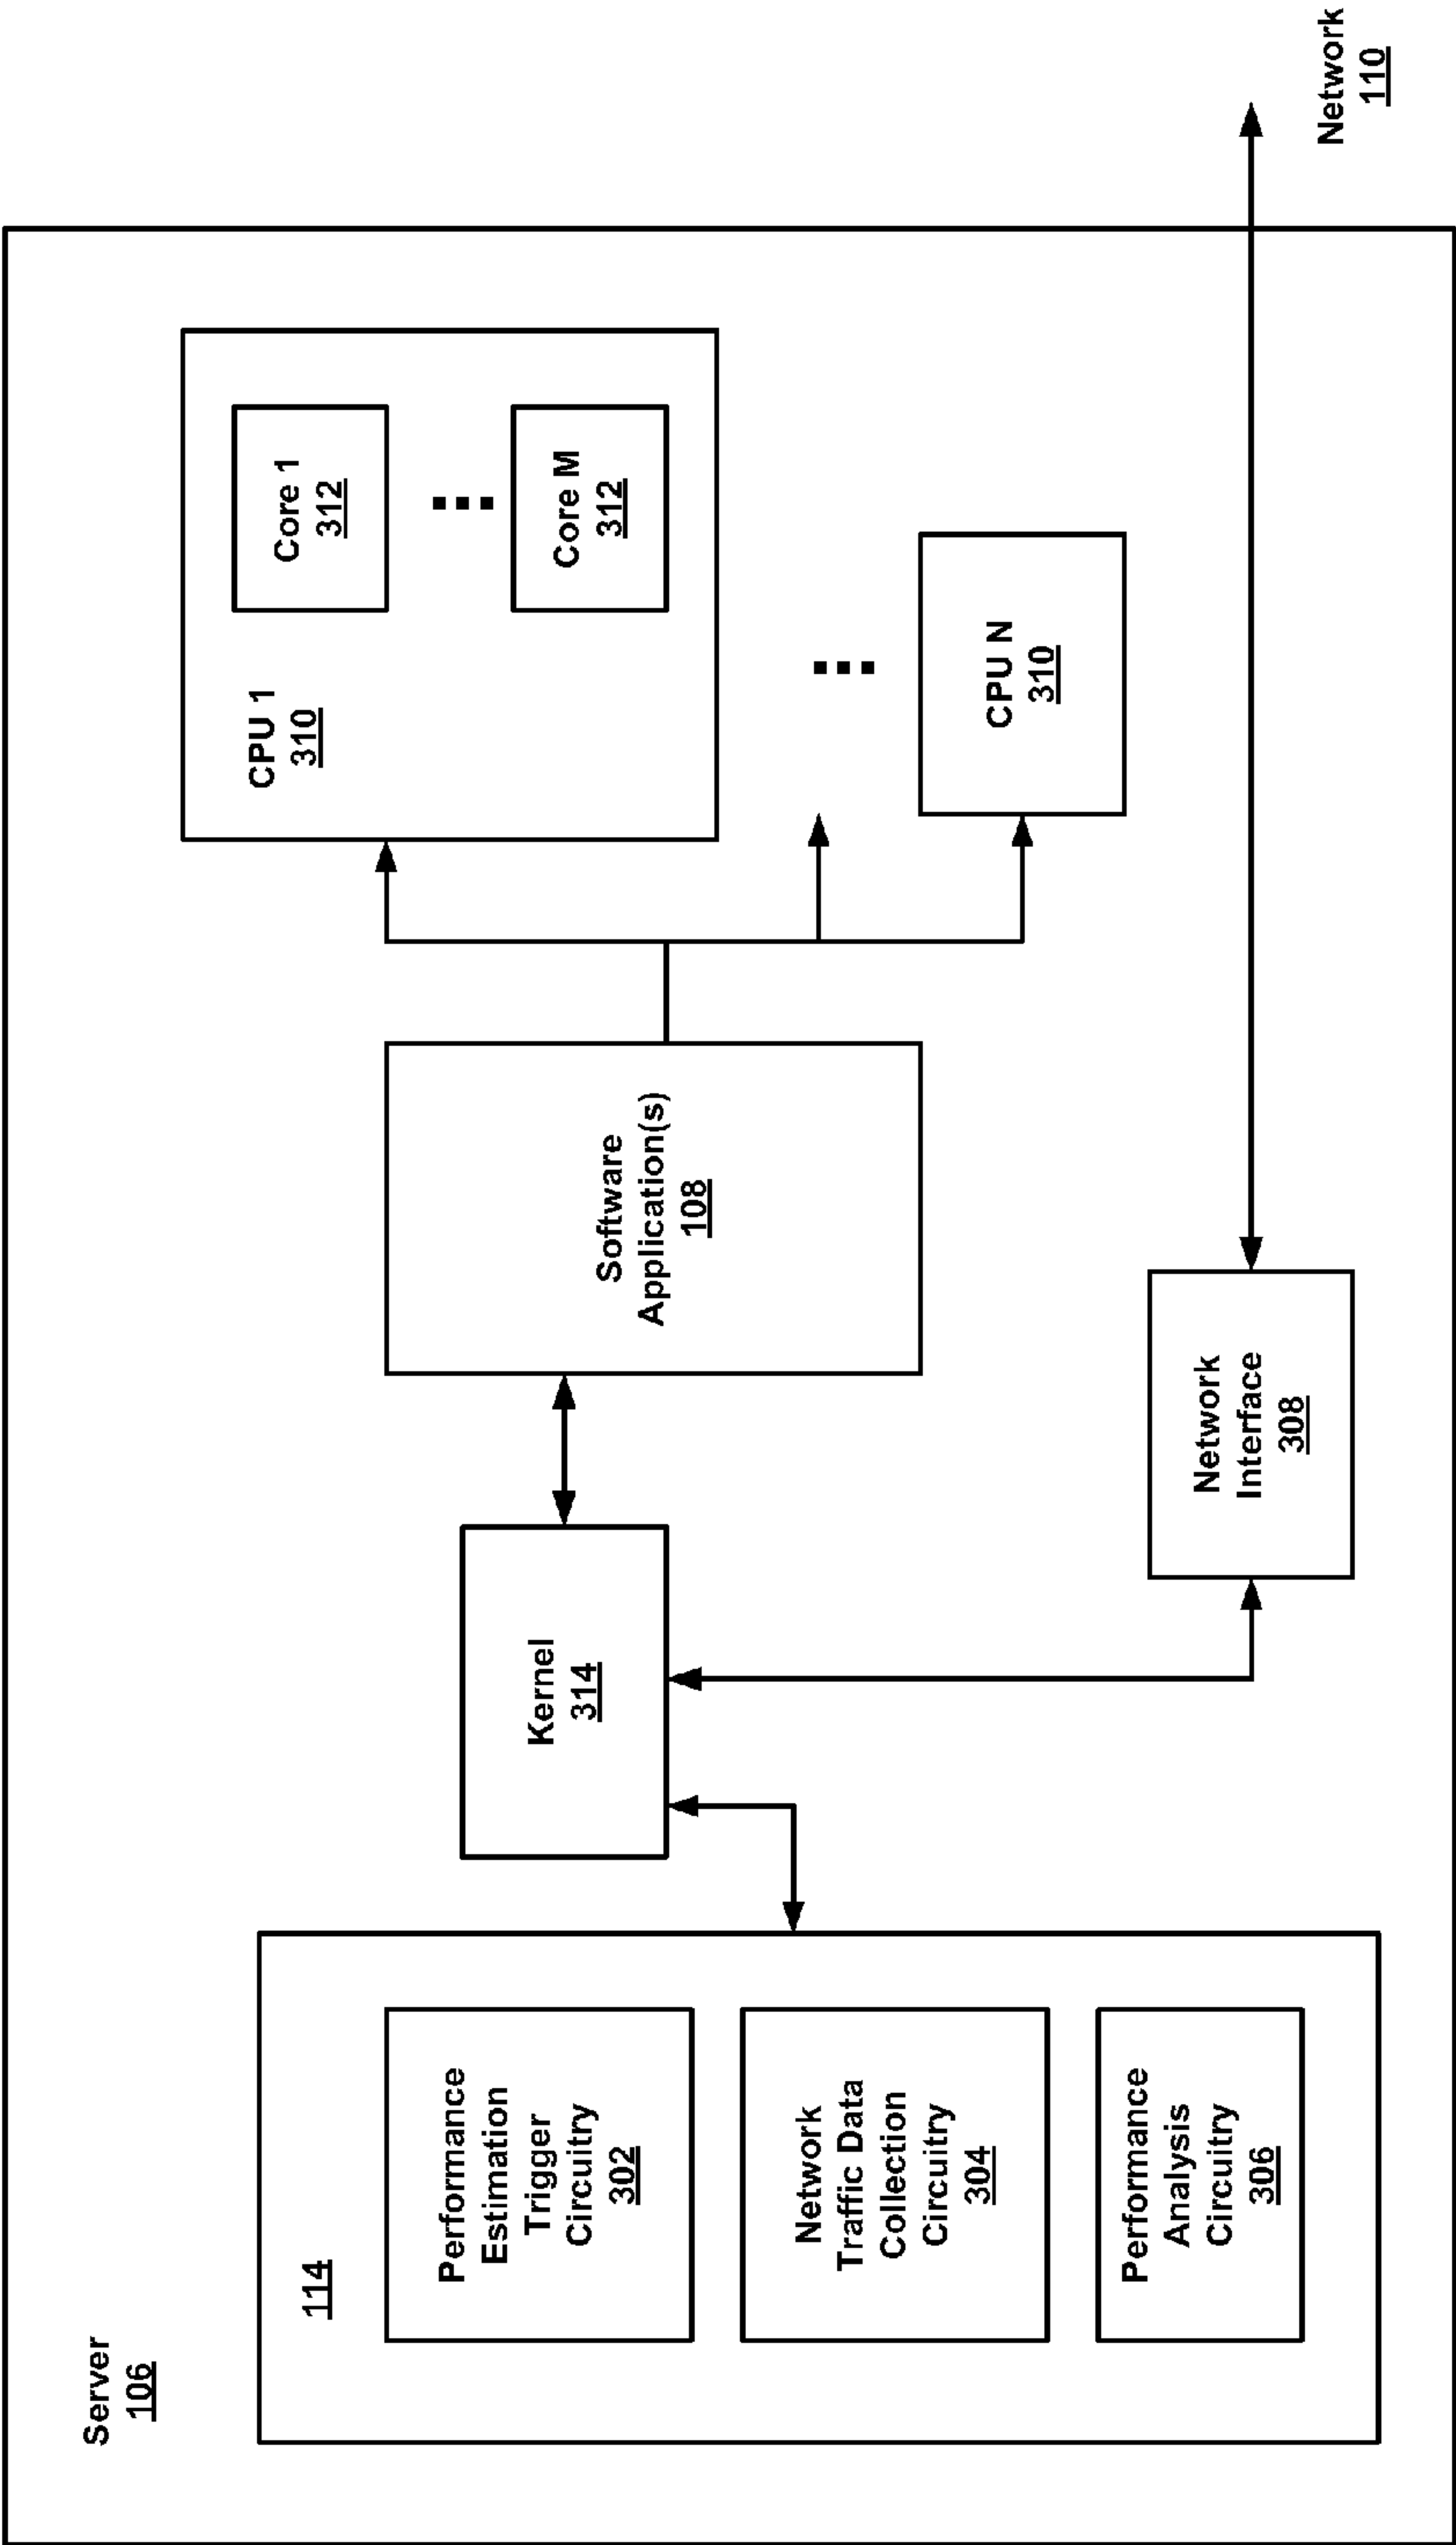 Server
106
114
Performance
Estimation
Trigger
Circuitry
302
Network
Traffic Data
Collection
Circuitry
304
Performance
Analysis
Circuitry
306
Kernel
314
Software
Application(s)
108
Network
Interface
308
CPU 1
310
Core 1
312
Core M
312
CPU N
310
Network
110